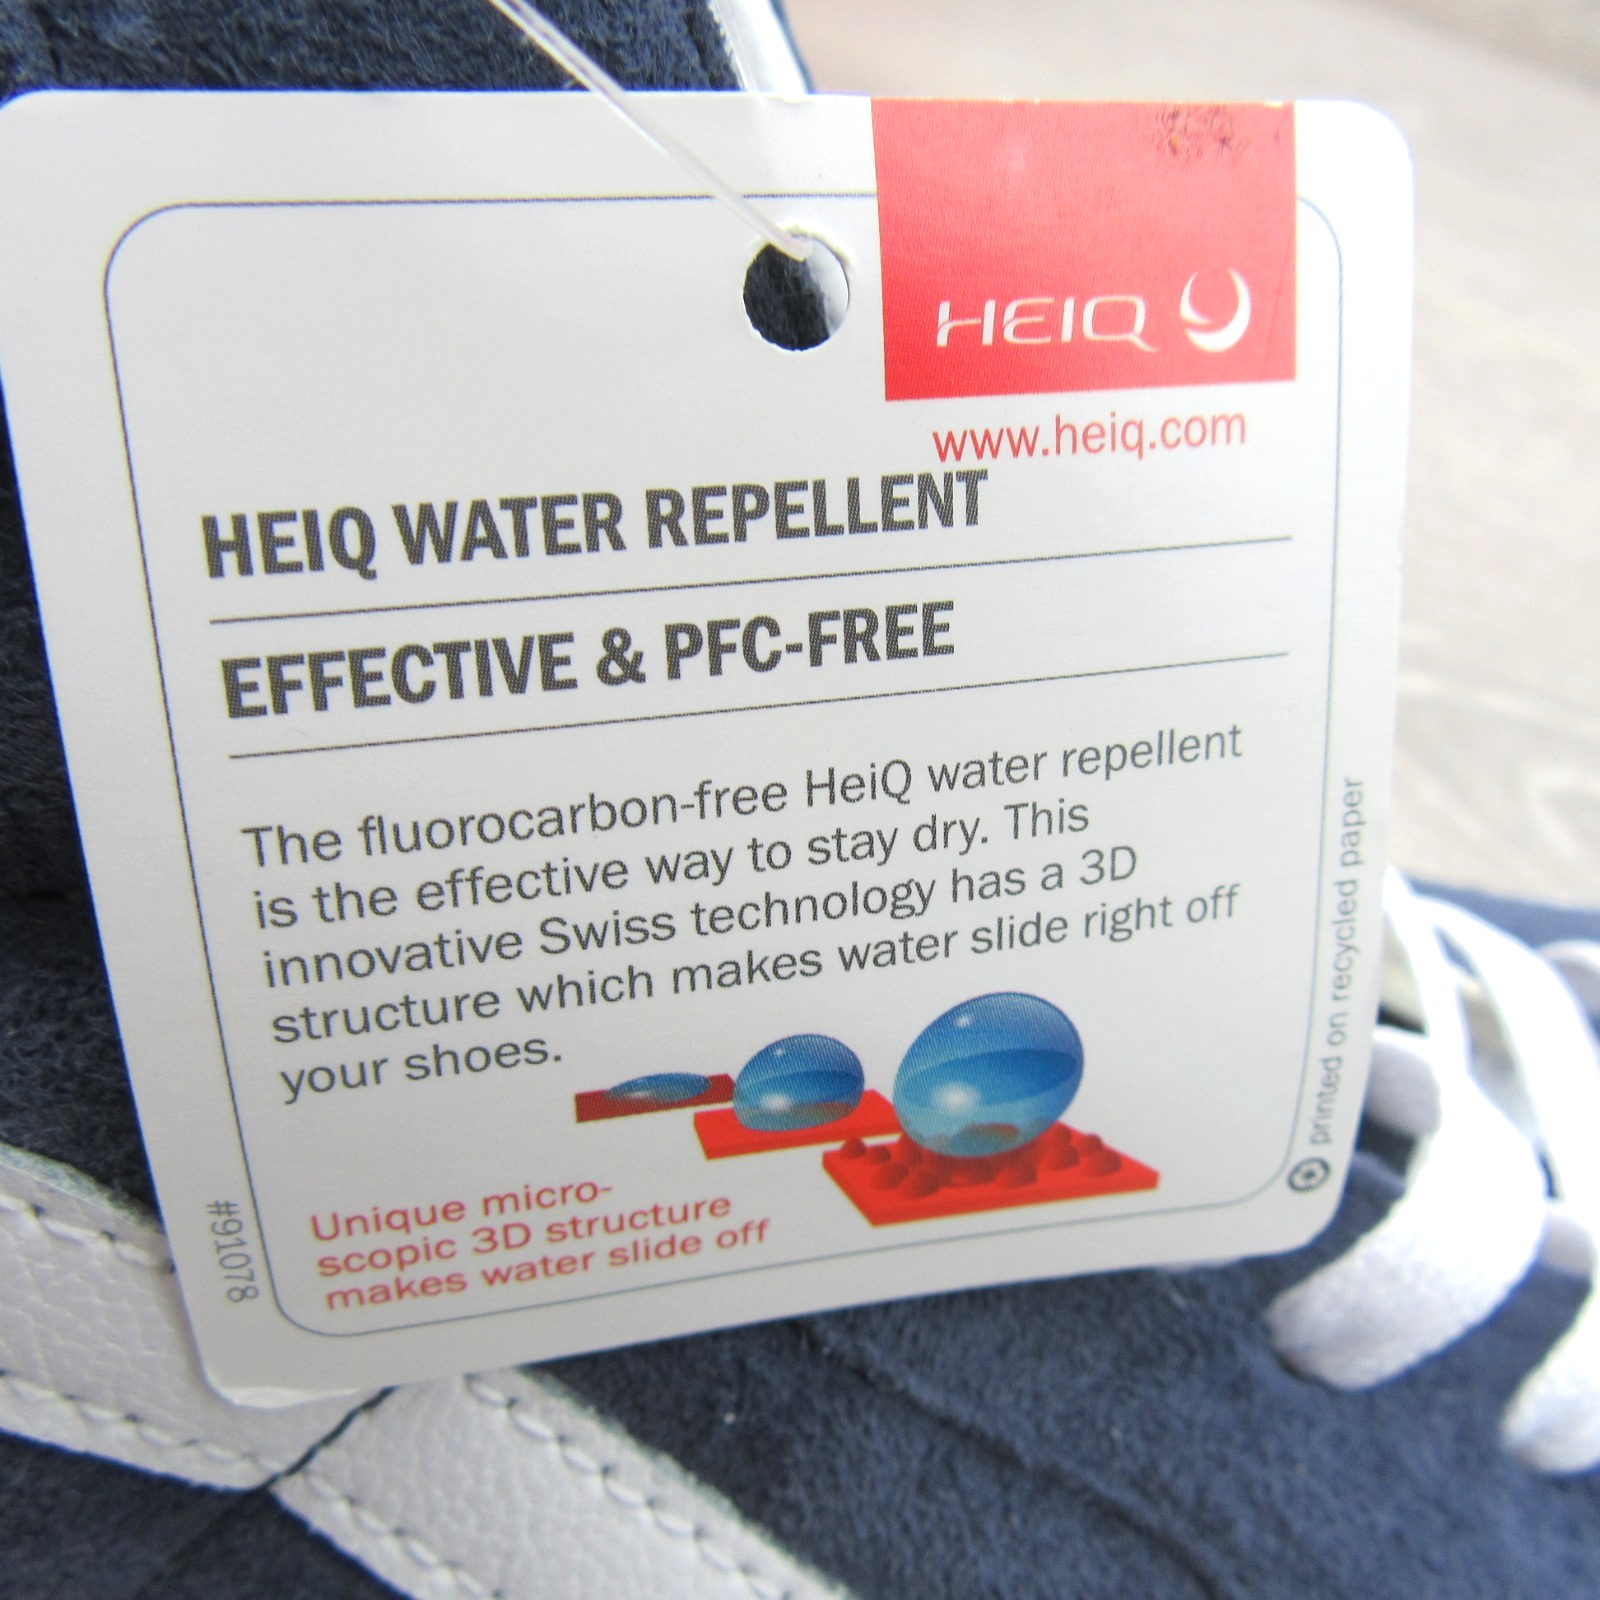 HEIQ
www.heiq.com
HEIQ WATER REPELLENT
EFFECTIVE & PFC-FREE
The fluorocarbon-free HeiQ water repellent
is the effective way to stay dry. This
innovative Swiss technology has a 3D
structure which makes water slide right off
your shoes.
Unique micro-
scopic 3D structure
makes water slide off
#91078
printed on recycled paper